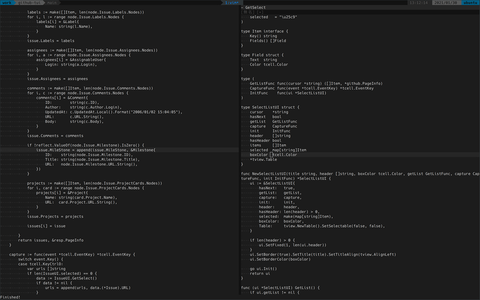 labels := make([]Item, len(node.Issue.Labels.Nodes))
for i, l := range node.Issue.Labels.Nodes {
labels[i] = &Label{
Name: string(l.Name),
}
}
issue.Labels = labels
assignees := make([]Item, len(node.Issue.Assignees.Nodes))
for i, a := range node.Issue.Assignees.Nodes {
assignees[i] = &AssignableUser{
Login: string(a.Login),
}
}
issue.Assignees = assignees
comments := make([]Item, len(node.Issue.Comments.Nodes))
for i, c := range node.Issue.Comments.Nodes {
comments[i] = &Comment{
ID: string(c.ID),
Author: string(c.Author.Login),
UpdatedAt: c.UpdatedAt.Local().Format("2006/01/02 15:04:05"),
URL: c.URL.String(),
Body: string(c.Body),
}
}
issue.Comments = comments
if !reflect.ValueOf(node.Issue.Milestone).IsZero() {
issue.MileStone = append(issue.MileStone, &Milestone{
ID: string(node.Issue.Milestone.ID),
Title: string(node.Issue.Milestone.Title),
URL: node.Issue.Milestone.URL.String(),
})
}
projects := make([]Item, len(node.Issue.ProjectCards.Nodes))
for i, card := range node.Issue.ProjectCards.Nodes {
projects[i] = &Project{
Name: string(card.Project.Name),
URL: card.Project.URL.String(),
}
}
issue.Projects = projects
issues[i] = issue
}
return issues, &resp.PageInfo
}
capture := func(event *tcell.EventKey) *tcell.EventKey {
switch event.Key() {
case tcell.KeyCtrlO:
var urls []string
if len(IssueUI.selected) == 0 {
data := IssueUI.GetSelect()
if data != nil {
urls = append(urls, data.(*Issue).URL)
}
GetSelect
selected = "\u25c9"
)
type Item interface {
Key() string
Fields() []Field
}
type Field struct {
Text string
Color tcell.Color
}
type (
GetListFunc func(cursor *string) ([]Item, *github.PageInfo)
CaptureFunc func(event *tcell.EventKey) *tcell.EventKey
InitFunc func(ui *SelectListUI)
)
type SelectListUI struct {
cursor *string
hasNext bool
getList GetListFunc
capture CaptureFunc
init InitFunc
header []string
hasHeader bool
items []Item
selected map[string]Item
boxColor tcell.Color
*tview.Table
}
func NewSelectListUI(title string, header []string, boxColor tcell.Color, getList GetListFunc, capture Cap
tureFunc, init InitFunc) *SelectListUI {
ui := &SelectListUI{
hasNext: true,
getList: getList,
capture: capture,
init: init,
header: header,
hasHeader: len(header) > 0,
selected: make(map[string]Item),
boxColor: boxColor,
Table: tview.NewTable().SetSelectable(false, false),
}
if len(header) > 0 {
ui.SetFixed(1, len(ui.header))
}
ui.SetBorder(true).SetTitle(title).SetTitleAlign(tview.AlignLeft)
ui.SetBorderColor(boxColor)
go ui.Init()
return ui
}
func (ui *SelectListUI) GetList() {
if ui.getList != nil {